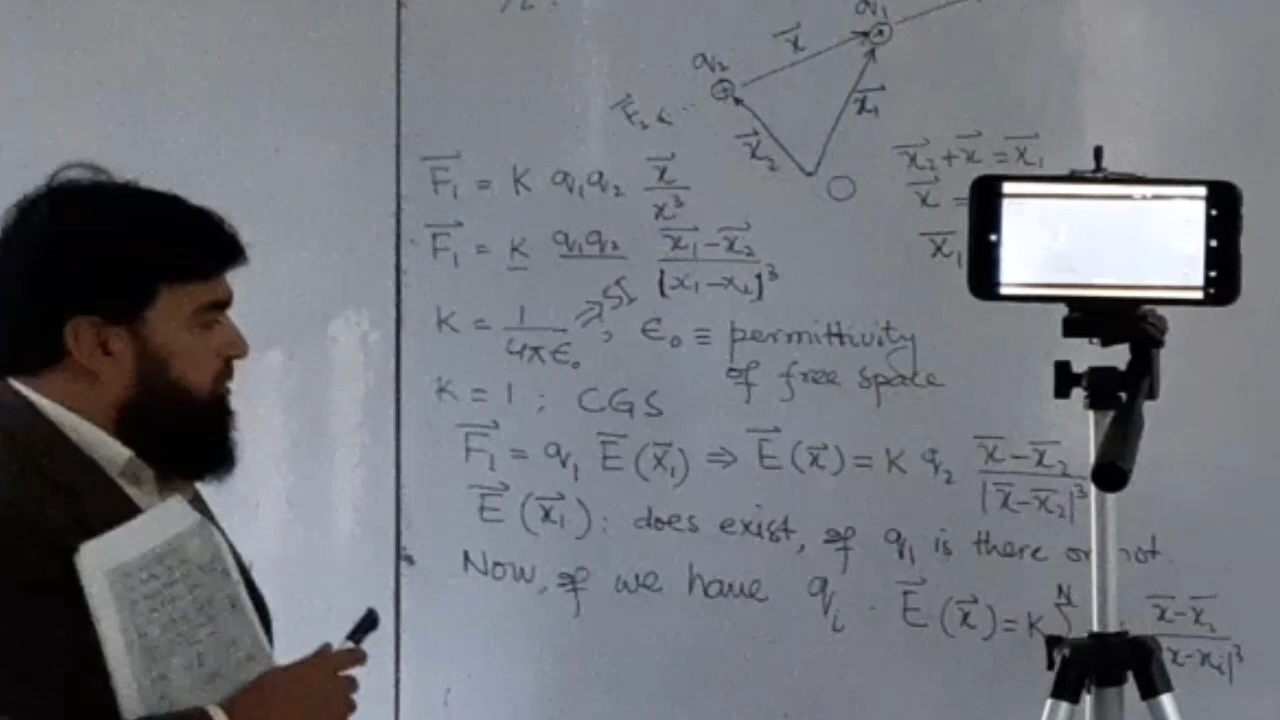 q₁
x⃗
q₂
x⃗₁
x⃗₂
O
x⃗₂ + x⃗ = x⃗₁
x⃗ =
x⃗₁
F⃗₁ = K q₁q₂ x⃗/x³
F⃗₁ = K q₁q₂ (x⃗₁ - x⃗₂)/|x₁ - x₂|³
K = 1/4πϵ₀ ⇒ SI , ϵ₀ ≡ permittivity
of free space
K = 1 ; CGS
F⃗₁ = q₁ E⃗(x⃗₁) ⇒ E⃗(x⃗) = K q₂ (x⃗ - x⃗₂)/|x⃗ - x⃗₂|³
E⃗(x⃗₁) : does exist, if q₁ is there or not.
Now, if we have qᵢ . E⃗(x⃗) = K (x⃗ - x⃗ᵢ)/x - xᵢ|³